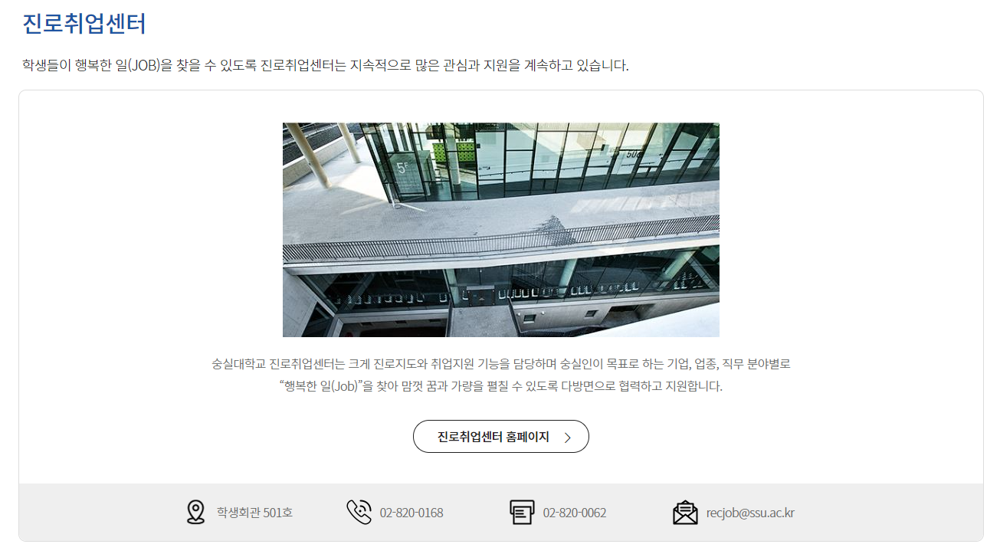 진로취업센터
학생들이 행복한 일(JOB)을 찾을 수 있도록 진로취업센터는 지속적으로 많은 관심과 지원을 계속하고 있습니다.
5F
숭실대학교 진로취업센터는 크게 진로지도와 취업지원 기능을 담당하며 숭실인이 목표로 하는 기업, 업종, 직무 분야별로
“행복한 일(Job)”을 찾아 맘껏 꿈과 가량을 펼칠 수 있도록 다방면으로 협력하고 지원합니다.
진로취업센터 홈페이지
학생회관 501호
02-820-0168
02-820-0062
recjob@ssu.ac.kr